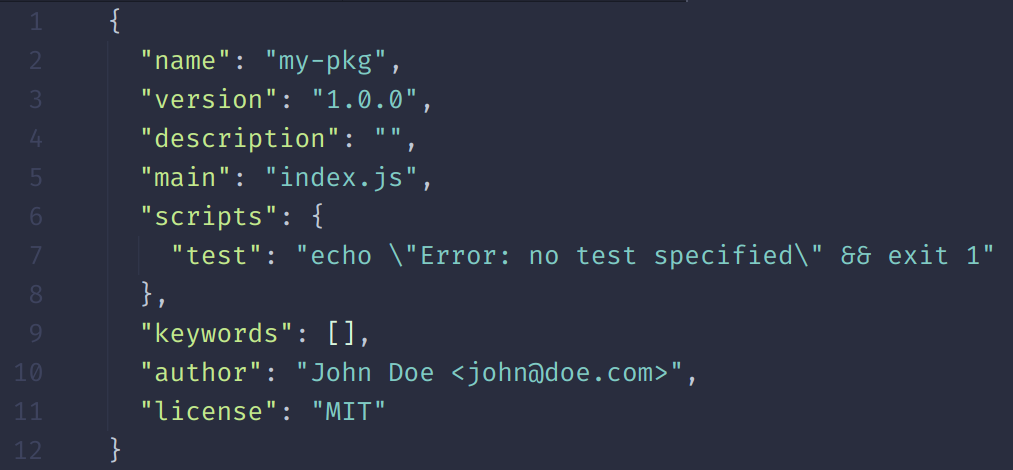 1 {
2 "name": "my-pkg",
3 "version": "1.0.0",
4 "description": "",
5 "main": "index.js",
6 "scripts": {
7 "test": "echo \"Error: no test specified\" && exit 1"
8 },
9 "keywords": [],
10 "author": "John Doe <john@doe.com>",
11 "license": "MIT"
12 }